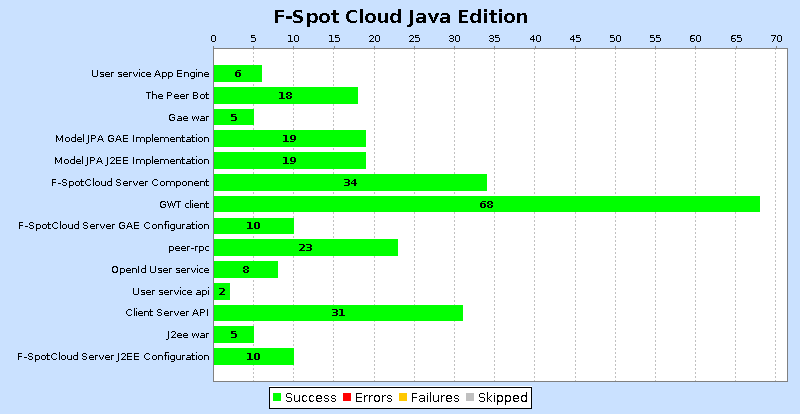 F-Spot Cloud Java Edition
0 5 10 15 20 25 30 35 40 45 50 55 60 65 70
User service App Engine 6
The Peer Bot 18
Gae war 5
Model JPA GAE Implementation 19
Model JPA J2EE Implementation 19
F-SpotCloud Server Component 34
GWT client 68
F-SpotCloud Server GAE Configuration 10
peer-rpc 23
OpenId User service 8
User service api 2
Client Server API 31
J2ee war 5
F-SpotCloud Server J2EE Configuration 10
Success Errors Failures Skipped